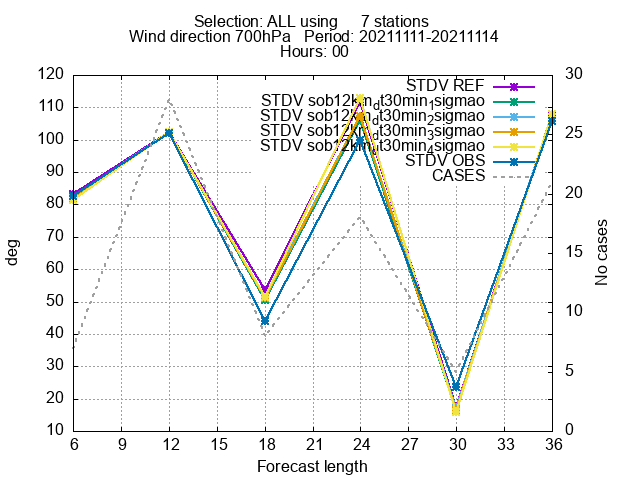 Selection: ALL using 7 stations
Wind direction 700hPa Period: 20211111-20211114
Hours: 00
120
110
100
90
80
70
60
50
40
30
20
10
deg
30
25
20
15
10
5
0
No cases
STDV REF
STDV sob12km_dt30min_1sigmao
STDV sob12km_dt30min_2sigmao
STDV sob12km_dt30min_3sigmao
STDV sob12km_dt30min_4sigmao
STDV OBS
CASES
6 9 12 15 18 21 24 27 30 33 36
Forecast length